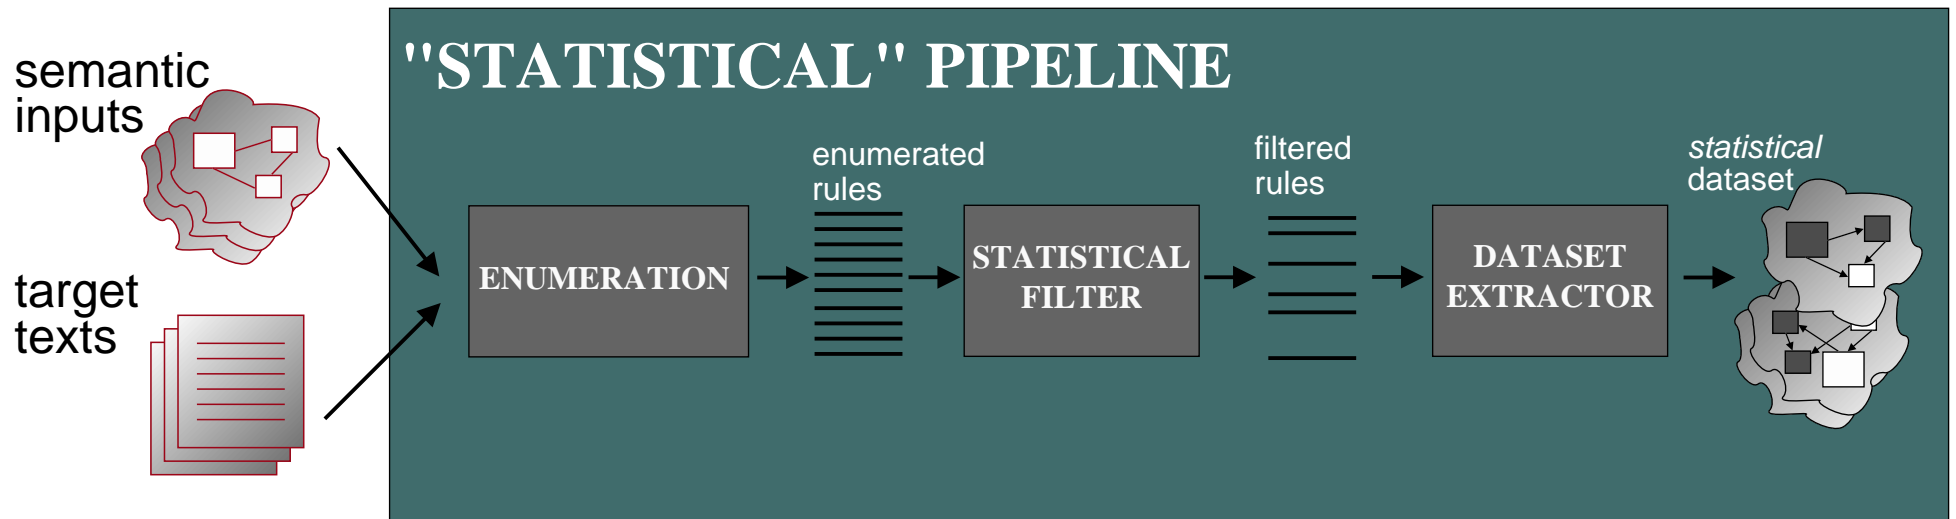 "STATISTICAL" PIPELINE
semantic
inputs
target
texts
ENUMERATION
enumerated
rules
STATISTICAL
FILTER
filtered
rules
DATASET
EXTRACTOR
statistical
dataset